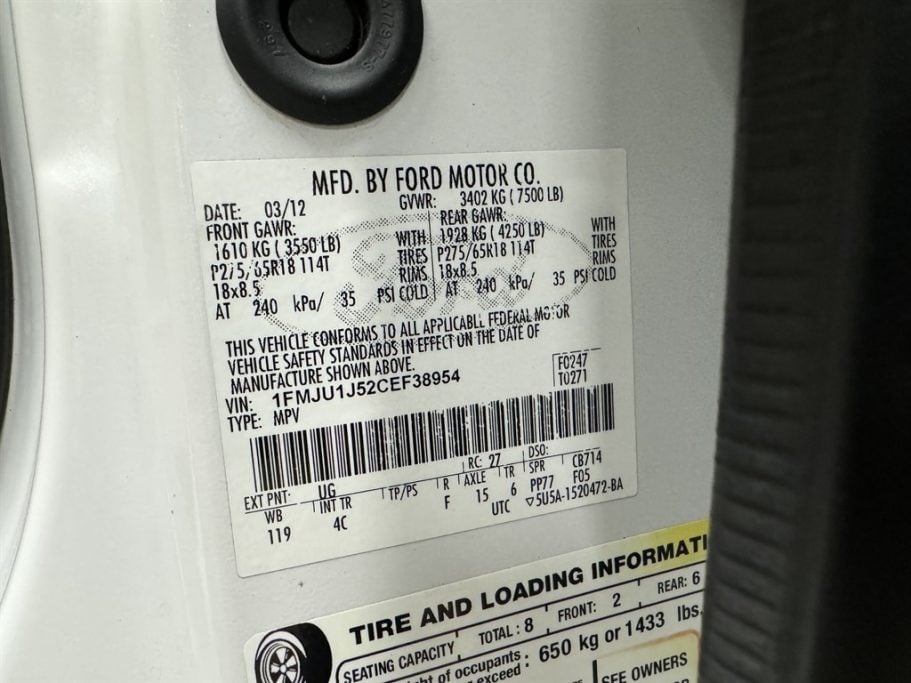 MFD. BY FORD MOTOR CO.
DATE: 03/12 GVWR: 3402 KG ( 7500 LB)
FRONT GAWR: REAR GAWR:
1610 KG ( 3550 LB) WITH 1928 KG ( 4250 LB) WITH
P275/65R18 114T TIRES P275/65R18 114T TIRES
18x8.5 RIMS 18x8.5 RIMS
AT 240 kPa/ 35 PSI COLD AT 240 kPa/ 35 PSI COLD
THIS VEHICLE CONFORMS TO ALL APPLICABLE FEDERAL MOTOR
VEHICLE SAFETY STANDARDS IN EFFECT ON THE DATE OF
MANUFACTURE SHOWN ABOVE.
VIN: 1FMJU1J52CEF38954 F0247
TYPE: MPV T0271
EXT PNT: UG RC: 27 DSO:
WB INT TR TP/PS R AXLE TR SPR CB714
119 4C F 15 6 PP77 F05
UTC ▽5U5A-1520472-BA
TIRE AND LOADING INFORMATI
SEATING CAPACITY TOTAL: 8 FRONT: 2 REAR: 6
ht of occupants
exceed: 650 kg or 1433 lbs.
SEE OWNERS